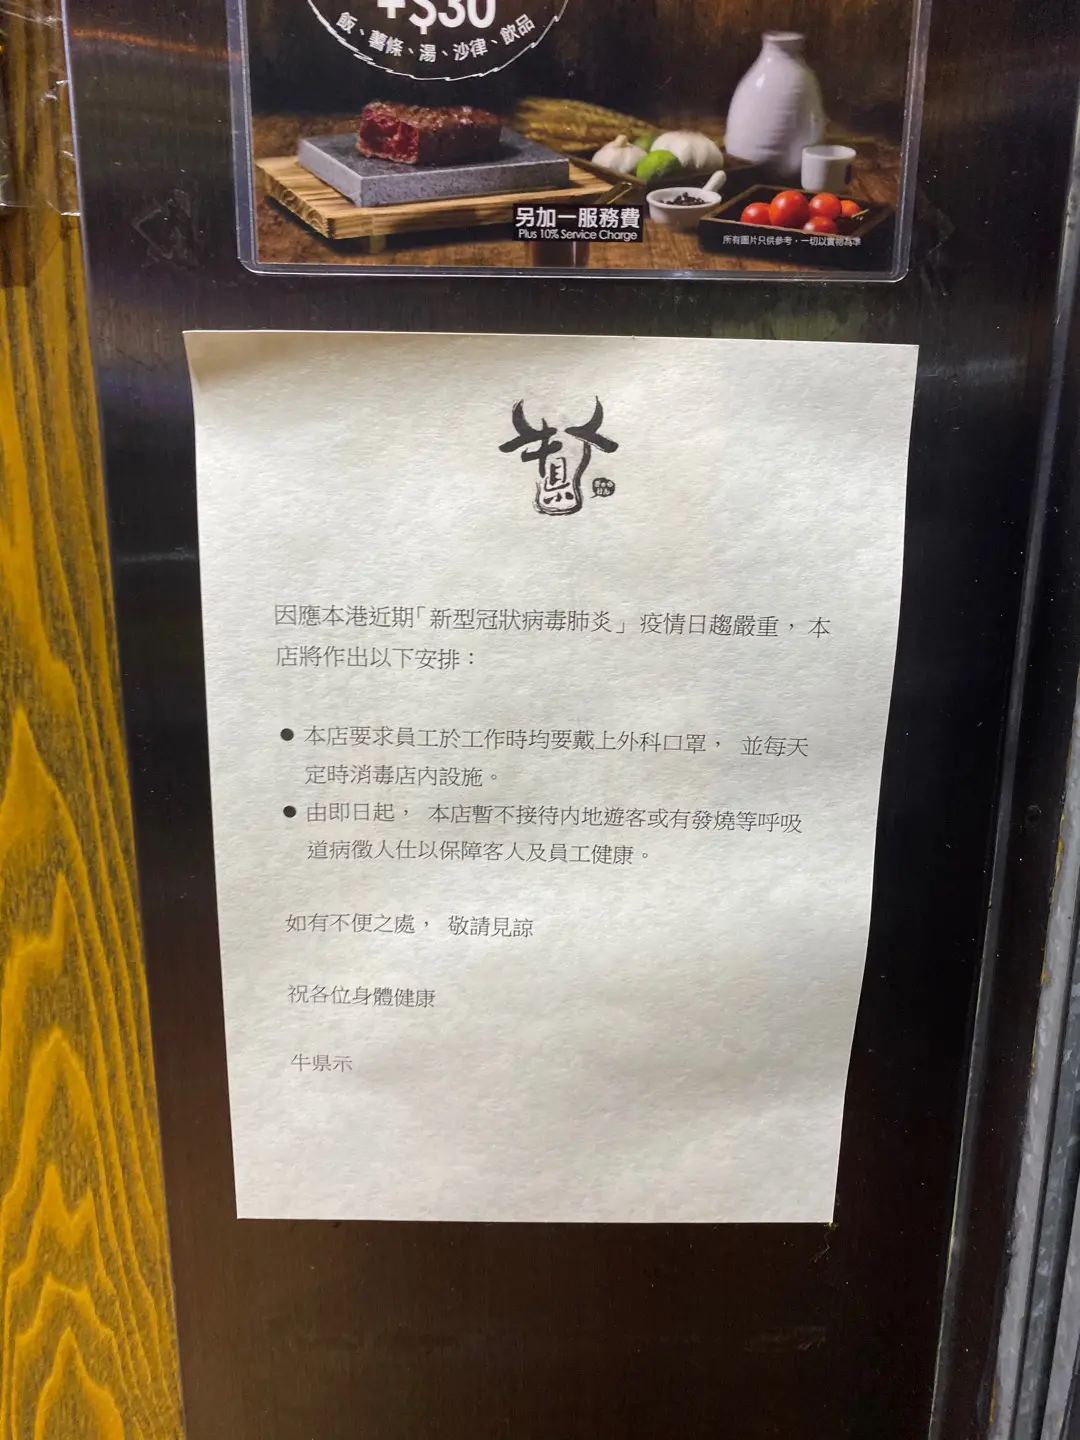 +$30
飯、薯條、湯、沙律、飲品
另加一服務費
Plus 10% Service Charge
所有圖片只供參考,一切以實物為準
牛県
因應本港近期「新型冠狀病毒肺炎」疫情日趨嚴重, 本
店將作出以下安排:
● 本店要求員工於工作時均要戴上外科口罩, 並每天
定時消毒店內設施。
● 由即日起, 本店暫不接待內地遊客或有發燒等呼吸
道病徵人仕以保障客人及員工健康。
如有不便之處, 敬請見諒
祝各位身體健康
牛県示